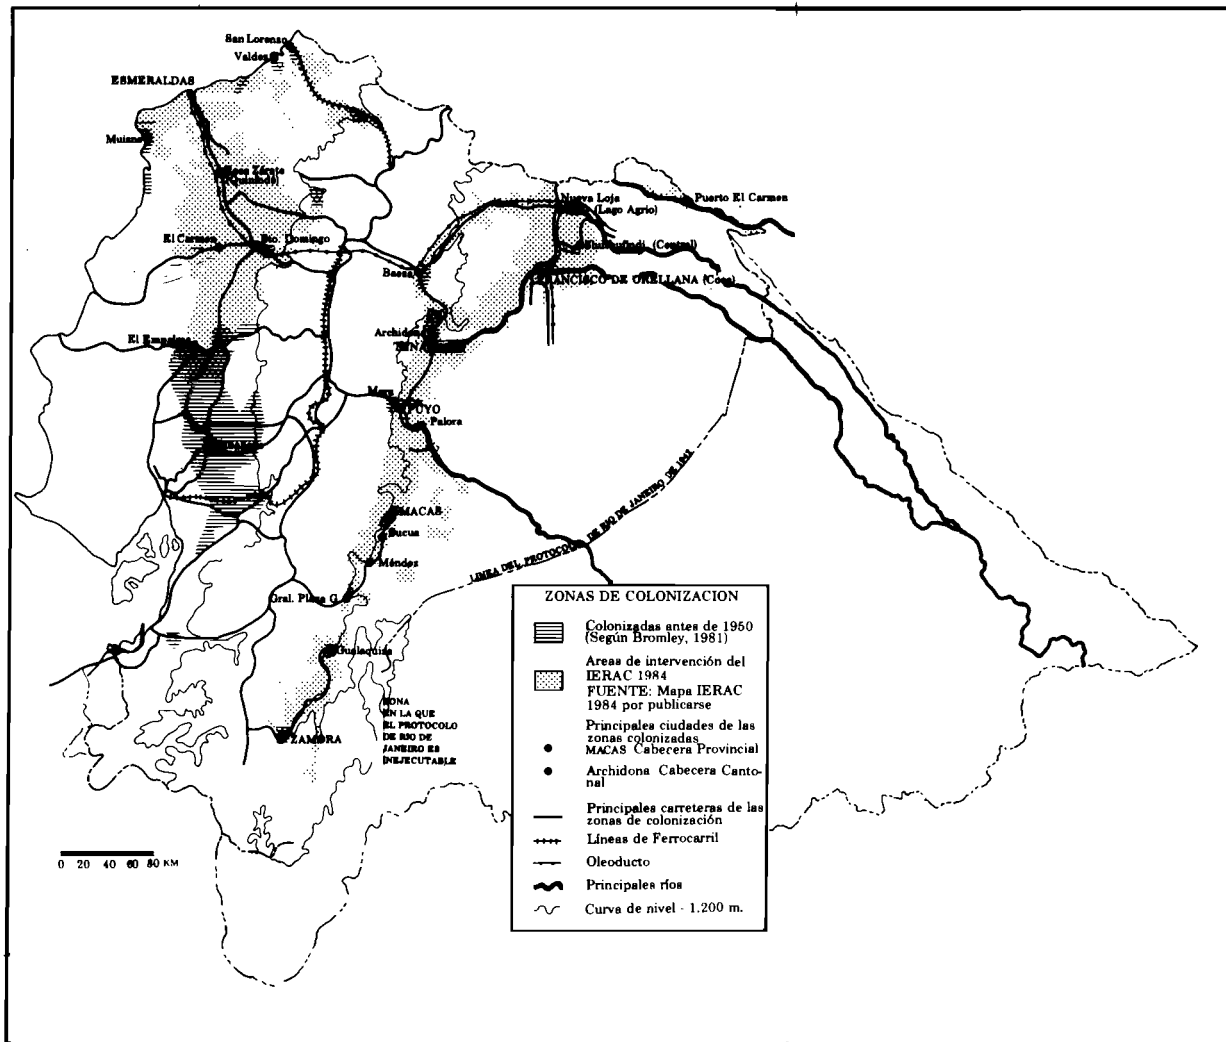 San Lorenzo
Valdez
ESMERALDAS
Muisne
Rosa Zárate
(Quinindé)
El Carmen
Sto. Domingo
Nueva Loja
(Lago Agrio)
Puerto El Carmen
Shushufindi (Central)
FRANCISCO DE ORELLANA (Coca)
Baeza
Archidona
TENA
El Empalme
Mera
PUYO
Palora
MACAS
Sucua
Méndez
Gral. Plaza G.
Gualaquiza
ZAMORA
LINEA DEL PROTOCOLO DE RIO DE JANEIRO DE 1942
ZONA
EN LA QUE
EL PROTOCOLO
DE RIO DE
JANEIRO ES
INEJECUTABLE
0 20 40 60 80 KM
ZONAS DE COLONIZACION
Colonizadas antes de 1950
(Según Bromley, 1981)
Areas de intervención del
IERAC 1984
FUENTE: Mapa IERAC
1984 por publicarse
Principales ciudades de las
zonas colonizadas
MACAS Cabecera Provincial
Archidona Cabecera Canto-
nal
Principales carreteras de las
zonas de colonización
Líneas de Ferrocarril
Oleoducto
Principales ríos
Curva de nivel - 1.200 m.